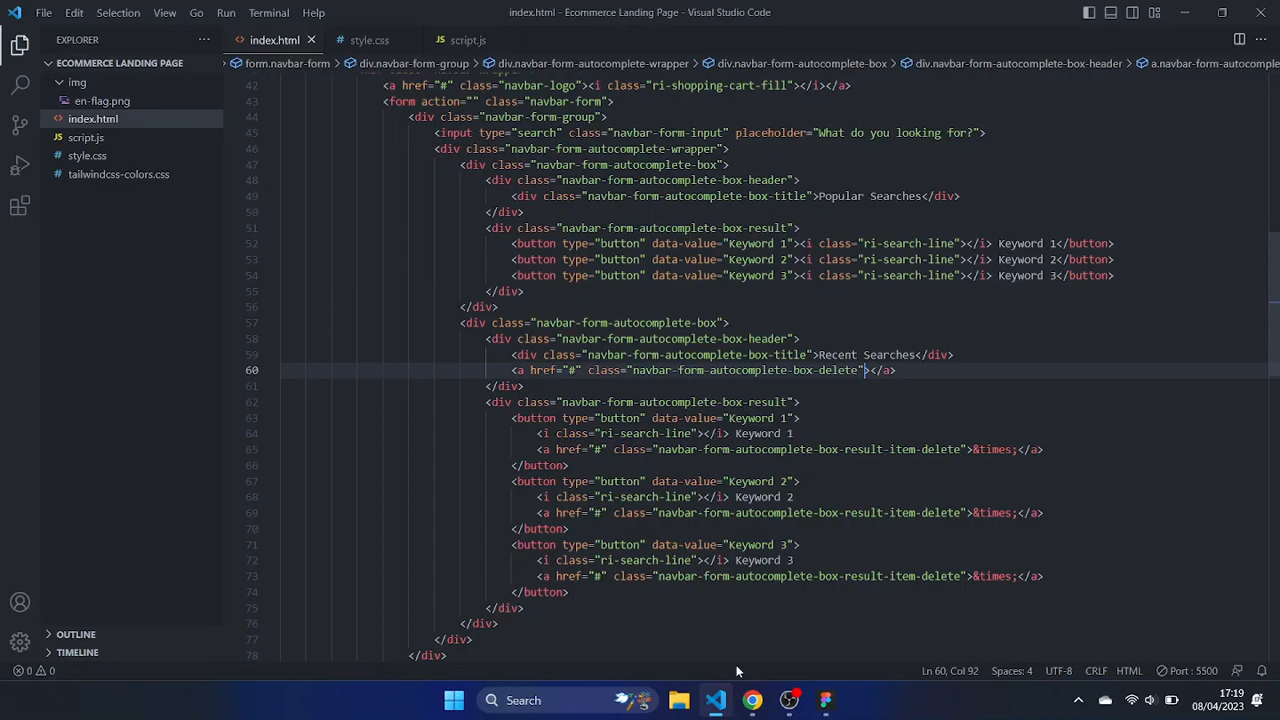 File Edit Selection View Go Run Terminal Help index.html - Ecommerce Landing Page - Visual Studio Code
EXPLORER
index.html
style.css
script.js
ECOMMERCE LANDING PAGE
form.navbar-form > div.navbar-form-group > div.navbar-form-autocomplete-wrapper > div.navbar-form-autocomplete-box > div.navbar-form-autocomplete-box-header > a.navbar-form-autocomple
img
en-flag.png
index.html
script.js
style.css
tailwindcss-colors.css
42 <a href="#" class="navbar-logo"><i class="ri-shopping-cart-fill"></i></a>
43 <form action="" class="navbar-form">
44 <div class="navbar-form-group">
45 <input type="search" class="navbar-form-input" placeholder="What do you looking for?">
46 <div class="navbar-form-autocomplete-wrapper">
47 <div class="navbar-form-autocomplete-box">
48 <div class="navbar-form-autocomplete-box-header">
49 <div class="navbar-form-autocomplete-box-title">Popular Searches</div>
50 </div>
51 <div class="navbar-form-autocomplete-box-result">
52 <button type="button" data-value="Keyword 1"><i class="ri-search-line"></i> Keyword 1</button>
53 <button type="button" data-value="Keyword 2"><i class="ri-search-line"></i> Keyword 2</button>
54 <button type="button" data-value="Keyword 3"><i class="ri-search-line"></i> Keyword 3</button>
55 </div>
56 </div>
57 <div class="navbar-form-autocomplete-box">
58 <div class="navbar-form-autocomplete-box-header">
59 <div class="navbar-form-autocomplete-box-title">Recent Searches</div>
60 <a href="#" class="navbar-form-autocomplete-box-delete"></a>
61 </div>
62 <div class="navbar-form-autocomplete-box-result">
63 <button type="button" data-value="Keyword 1">
64 <i class="ri-search-line"></i> Keyword 1
65 <a href="#" class="navbar-form-autocomplete-box-result-item-delete">&times;</a>
66 </button>
67 <button type="button" data-value="Keyword 2">
68 <i class="ri-search-line"></i> Keyword 2
69 <a href="#" class="navbar-form-autocomplete-box-result-item-delete">&times;</a>
70 </button>
71 <button type="button" data-value="Keyword 3">
72 <i class="ri-search-line"></i> Keyword 3
73 <a href="#" class="navbar-form-autocomplete-box-result-item-delete">&times;</a>
74 </button>
75 </div>
76 </div>
77 </div>
78 </div>
OUTLINE
TIMELINE
0 0 Ln 60, Col 92 Spaces: 4 UTF-8 CRLF HTML Port : 5500
Search
17:19
08/04/2023